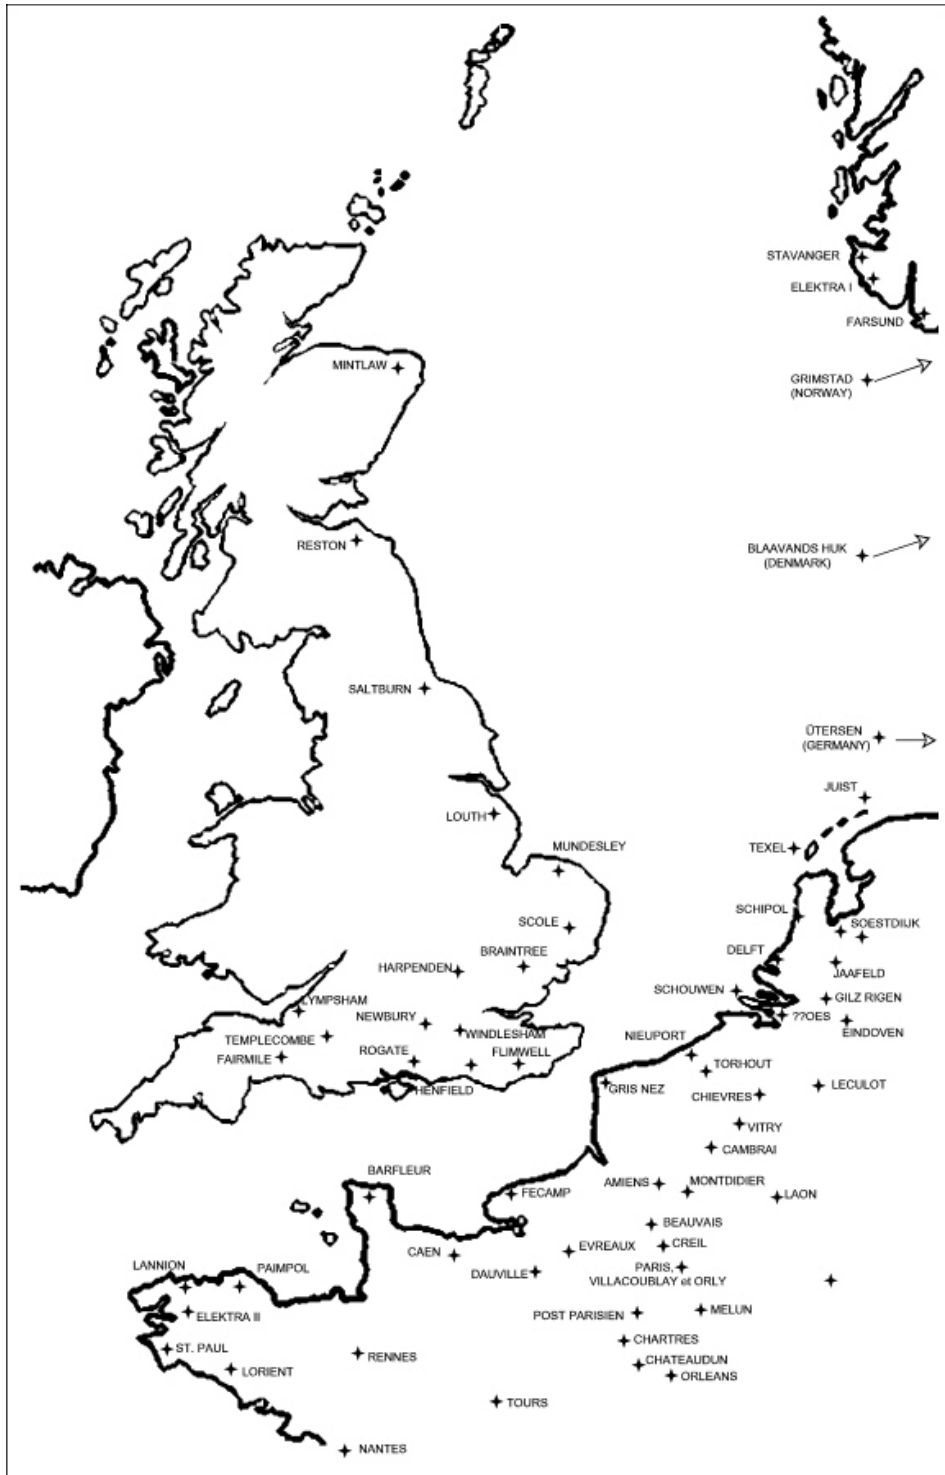 STAVANGER
ELEKTRA I
FARSUND
MINTLAW
GRIMSTAD
(NORWAY)
RESTON
BLAAVANDS HUK
(DENMARK)
SALTBURN
ÜTERSEN
(GERMANY)
JUIST
LOUTH
MUNDESLEY
TEXEL
SCHIPOL
SCOLE
SOESTDIJJK
BRAINTREE
DELFT
HARPENDEN
JAAFELD
SCHOUWEN
LYMPSHAM
GILZ RIGEN
NEWBURY
??OES
WINDLESHAM
EINDOVEN
TEMPLECOMBE
NIEUPORT
ROGATE
FLIMWELL
FAIRMILE
TORHOUT
HENFIELD
GRIS NEZ
LECULOT
CHIEVRES
VITRY
CAMBRAI
BARFLEUR
AMIENS
MONTDIDIER
FECAMP
LAON
BEAUVAIS
CAEN
EVREAUX
CREIL
LANNION
PAIMPOL
DAUVILLE
PARIS,
VILLACOUBLAY et ORLY
ELEKTRA II
POST PARISIEN
MELUN
CHARTRES
ST. PAUL
RENNES
LORIENT
CHATEAUDUN
ORLEANS
TOURS
NANTES